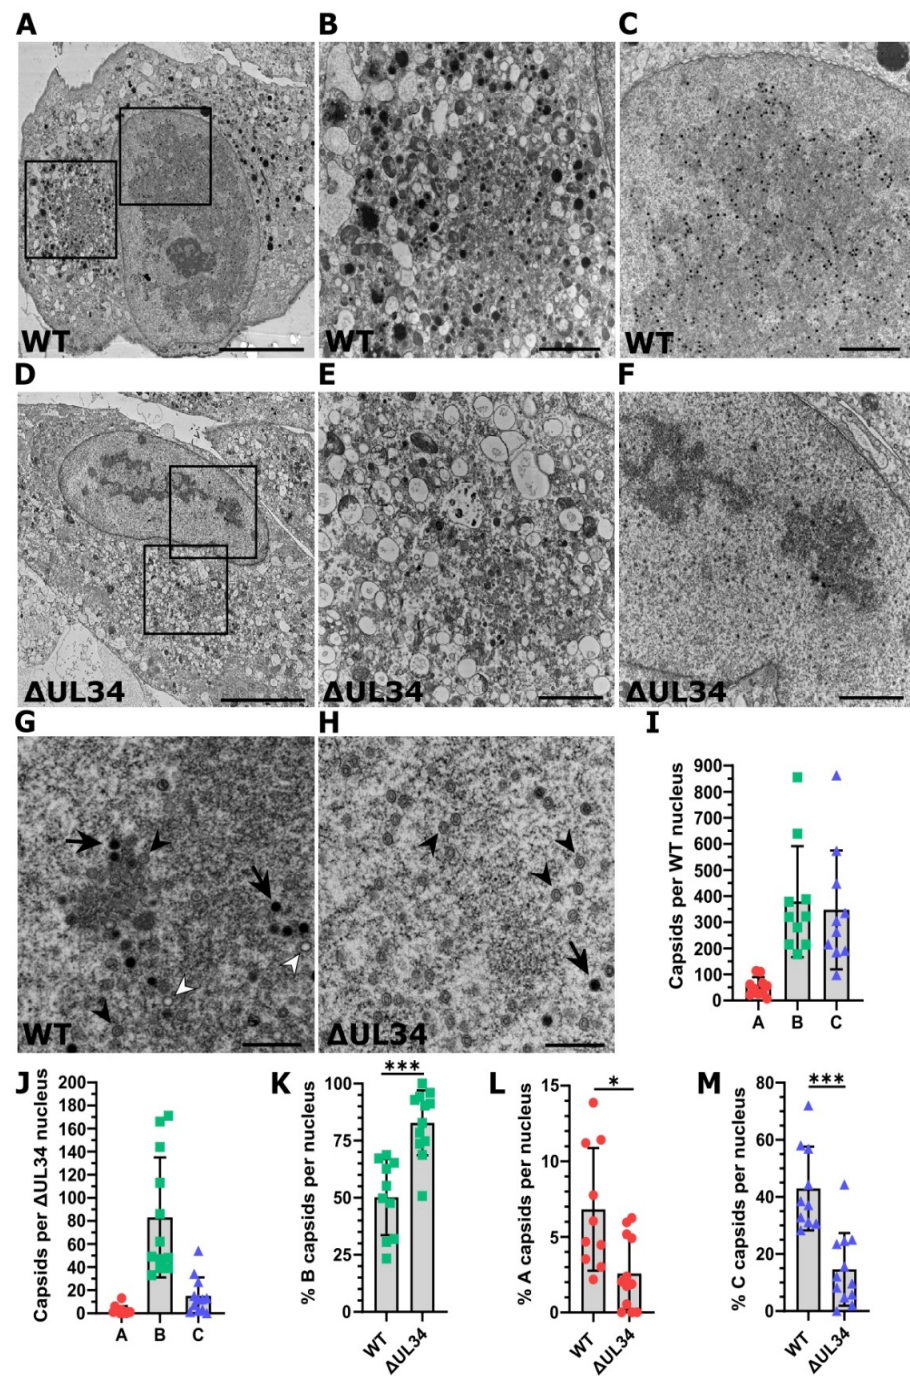 A
B
C
WT
WT
WT
D
E
F
ΔUL34
ΔUL34
ΔUL34
G
H
I
WT
ΔUL34
Capsids per WT nucleus
900
800
700
600
500
400
300
200
100
0
A B C
J
Capsids per ΔUL34 nucleus
200
180
160
140
120
100
80
60
40
20
0
A B C
K
% B capsids per nucleus
100
75
50
25
0
***
WT ΔUL34
L
% A capsids per nucleus
15
10
5
0
*
WT ΔUL34
M
% C capsids per nucleus
80
60
40
20
0
***
WT ΔUL34